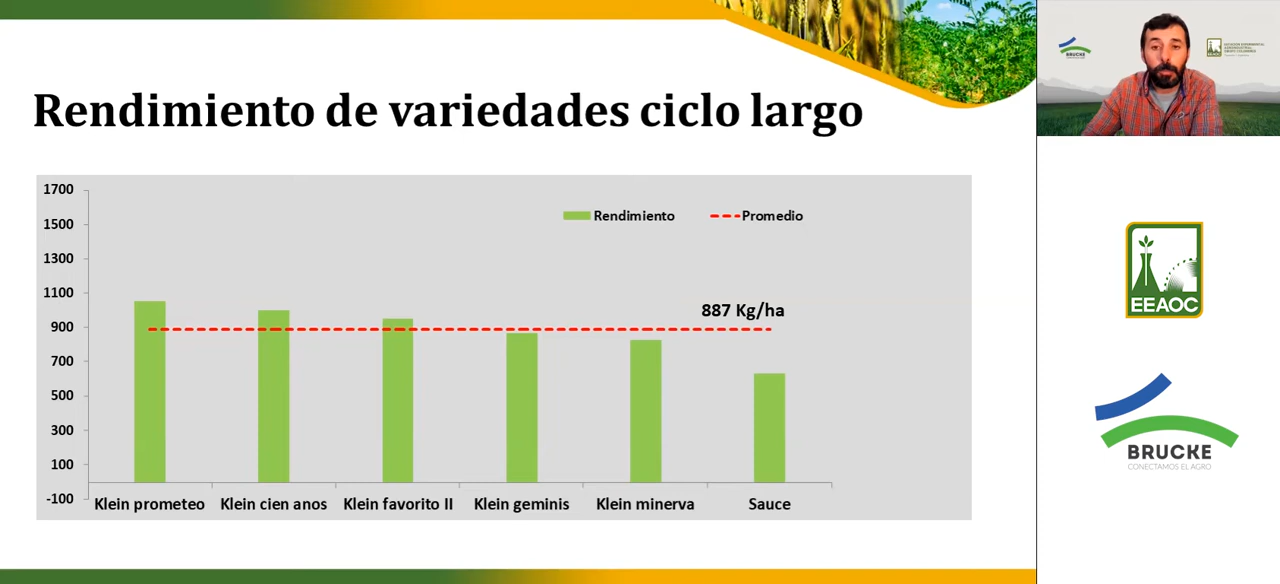 Rendimiento de variedades ciclo largo
1700
1500
1300
1100
900
700
500
300
100
-100
Rendimiento
Promedio
887 Kg/ha
Klein prometeo
Klein cien anos
Klein favorito II
Klein geminis
Klein minerva
Sauce
BRUCKE
EEAOC
BRUCKE
CONECTAMOS EL AGRO